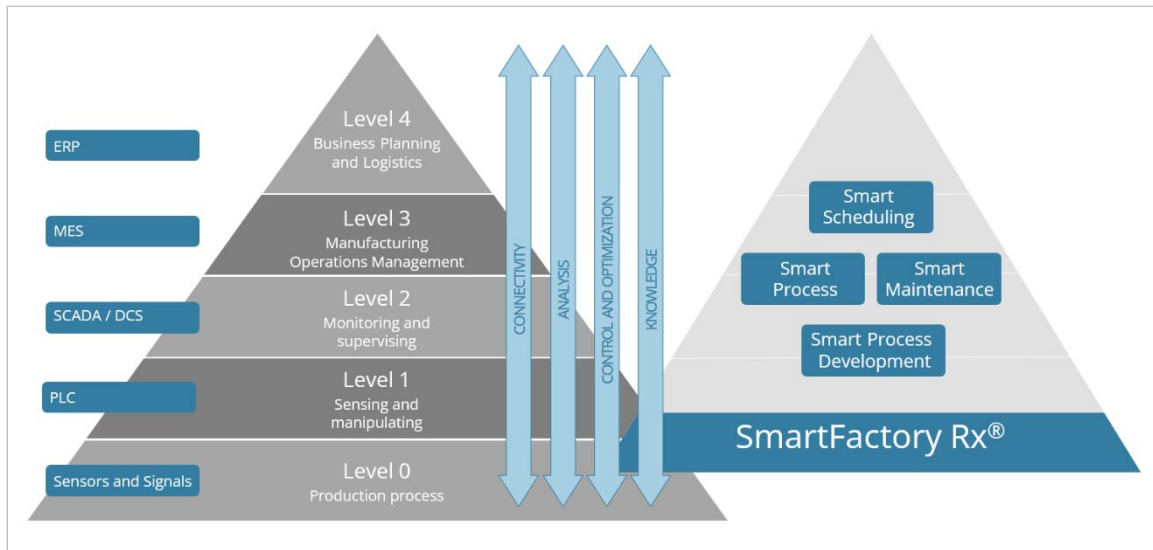 ERP
MES
SCADA / DCS
PLC
Sensors and Signals
Level 4
Business Planning
and Logistics
Level 3
Manufacturing
Operations Management
Level 2
Monitoring and
supervising
Level 1
Sensing and
manipulating
Level 0
Production process
CONNECTIVITY
ANALYSIS
CONTROL AND OPTIMIZATION
KNOWLEDGE
Smart
Scheduling
Smart
Process
Smart
Maintenance
Smart Process
Development
SmartFactory Rx®